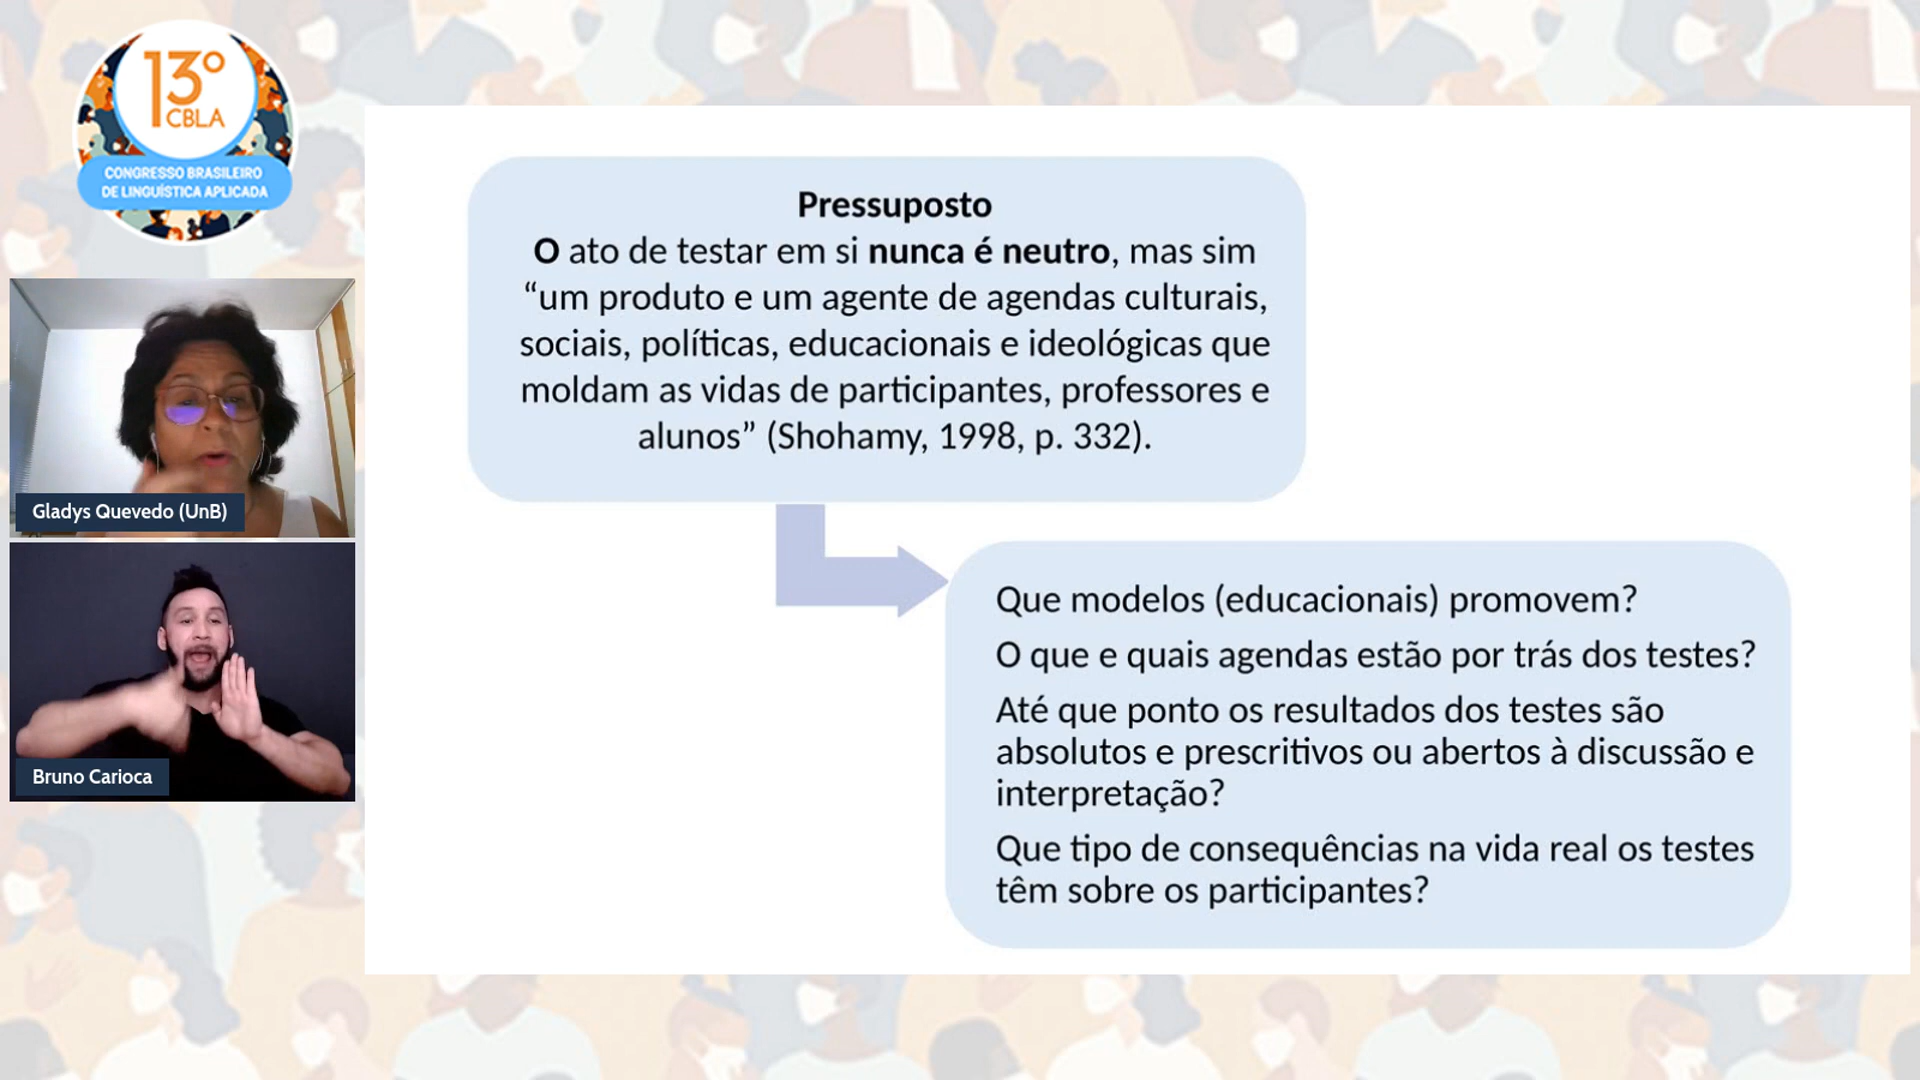 13º
CBLA
CONGRESSO BRASILEIRO
DE LINGUÍSTICA APLICADA
Gladys Quevedo (UnB)
Bruno Carioca
Pressuposto
O ato de testar em si nunca é neutro, mas sim
“um produto e um agente de agendas culturais,
sociais, políticas, educacionais e ideológicas que
moldam as vidas de participantes, professores e
alunos” (Shohamy, 1998, p. 332).
Que modelos (educacionais) promovem?
O que e quais agendas estão por trás dos testes?
Até que ponto os resultados dos testes são
absolutos e prescritivos ou abertos à discussão e
interpretação?
Que tipo de consequências na vida real os testes
têm sobre os participantes?